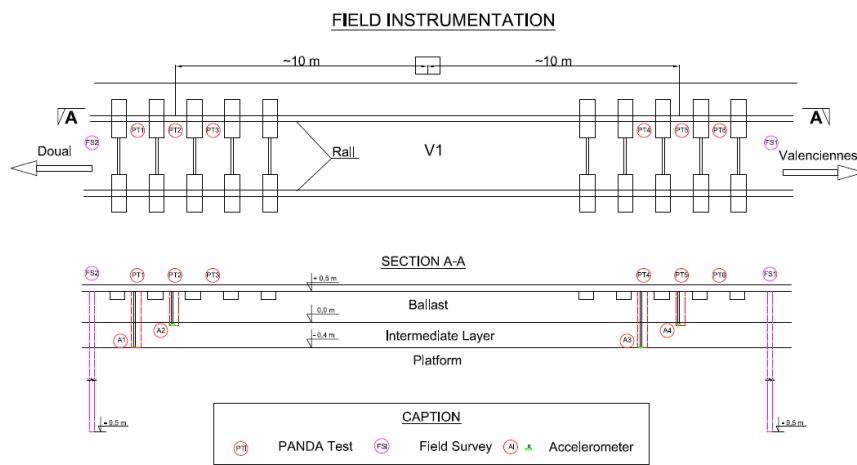 FIELD INSTRUMENTATION
~10 m ~10 m
A A
PT1 PT2 PT3 PT4 PT5 PT6
FS2 FS1
Douai V1 Valenciennes
Rail
SECTION A-A
FS2 PT1 PT2 PT3 PT4 PT5 PT6 FS1
+ 0,5 m
Ballast
0,0 m
A2 A4
Intermediate Layer
- 0,4 m
A1 A3
Platform
- 9,5 m - 9,5 m
CAPTION
PTi PANDA Test FSi Field Survey Ai Accelerometer